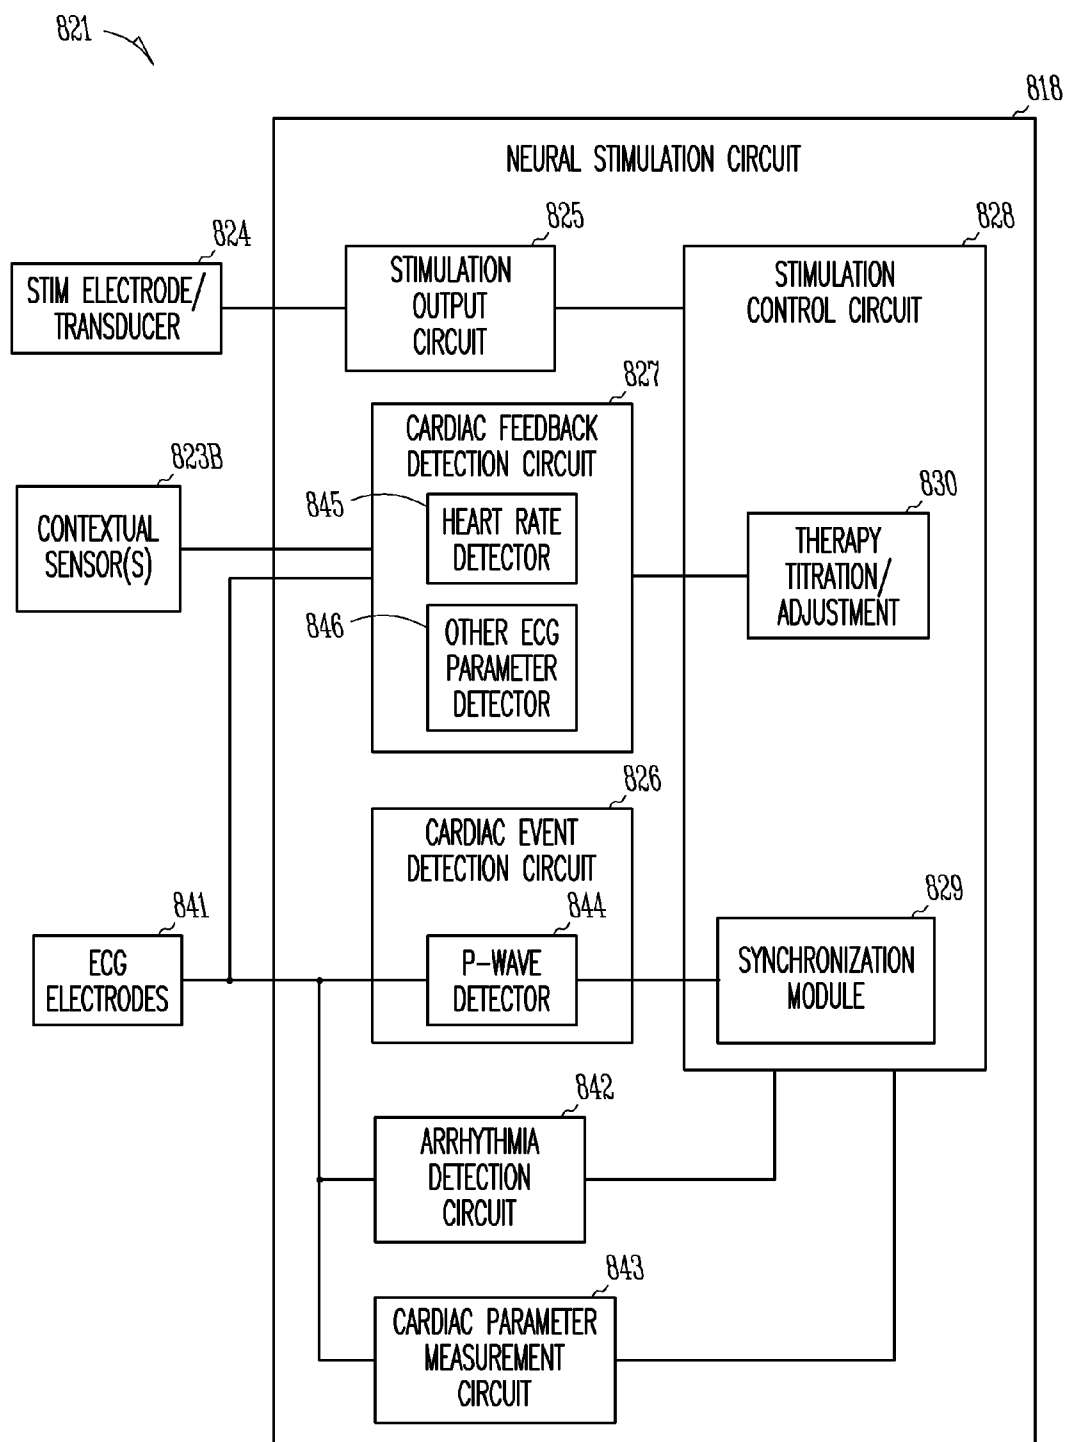 821
818
NEURAL STIMULATION CIRCUIT
824
STIM ELECTRODE/
TRANSDUCER
825
STIMULATION
OUTPUT
CIRCUIT
828
STIMULATION
CONTROL CIRCUIT
827
CARDIAC FEEDBACK
DETECTION CIRCUIT
823B
CONTEXTUAL
SENSOR(S)
845
HEART RATE
DETECTOR
830
THERAPY
TITRATION/
ADJUSTMENT
846
OTHER ECG
PARAMETER
DETECTOR
826
CARDIAC EVENT
DETECTION CIRCUIT
841
ECG
ELECTRODES
844
P-WAVE
DETECTOR
829
SYNCHRONIZATION
MODULE
842
ARRHYTHMIA
DETECTION
CIRCUIT
843
CARDIAC PARAMETER
MEASUREMENT
CIRCUIT